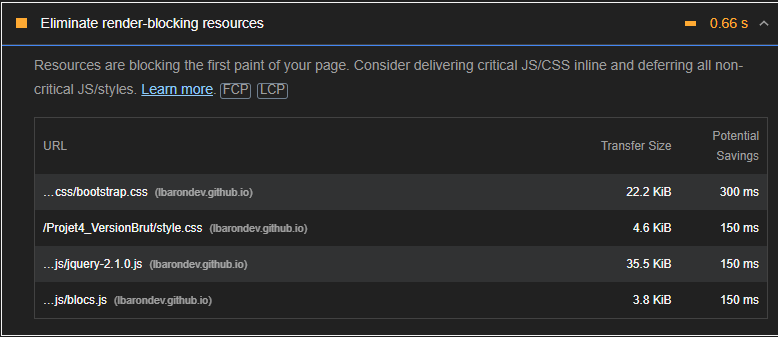 Eliminate render-blocking resources 0.66 s
Resources are blocking the first paint of your page. Consider delivering critical JS/CSS inline and deferring all non-
critical JS/styles. Learn more. FCP LCP
URL Transfer Size Potential Savings
…css/bootstrap.css (lbarondev.github.io) 22.2 KiB 300 ms
/Projet4_VersionBrut/style.css (lbarondev.github.io) 4.6 KiB 150 ms
…js/jquery-2.1.0.js (lbarondev.github.io) 35.5 KiB 150 ms
…js/blocs.js (lbarondev.github.io) 3.8 KiB 150 ms